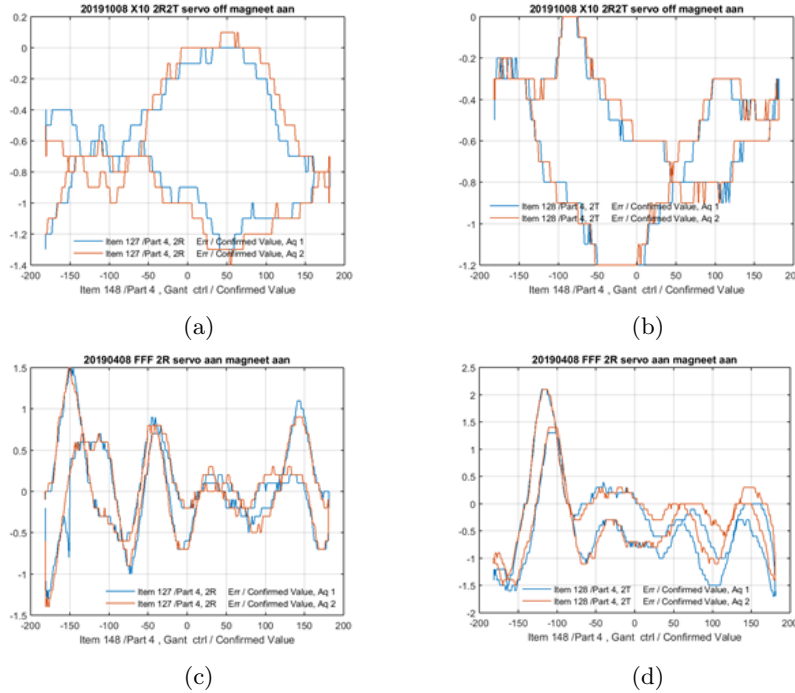 20191008 X10 2R2T servo off magneet aan
0.2
0
-0.2
-0.4
-0.6
-0.8
-1
-1.2
-1.4
Item 127 /Part 4, 2R Err / Confirmed Value, Aq 1
Item 127 /Part 4, 2R Err / Confirmed Value, Aq 2
-200 -150 -100 -50 0 50 100 150 200
Item 148 /Part 4 , Gant ctrl / Confirmed Value
(a)
20191008 X10 2R2T servo off magneet aan
0
-0.2
-0.4
-0.6
-0.8
-1
-1.2
Item 128 /Part 4, 2T Err / Confirmed Value, Aq 1
Item 128 /Part 4, 2T Err / Confirmed Value, Aq 2
-200 -150 -100 -50 0 50 100 150 200
Item 148 /Part 4 , Gant ctrl / Confirmed Value
(b)
20190408 FFF 2R servo aan magneet aan
1.5
1
0.5
0
-0.5
-1
-1.5
Item 127 /Part 4, 2R Err / Confirmed Value, Aq 1
Item 127 /Part 4, 2R Err / Confirmed Value, Aq 2
-200 -150 -100 -50 0 50 100 150 200
Item 148 /Part 4 , Gant ctrl / Confirmed Value
(c)
20190408 FFF 2R servo aan magneet aan
2.5
2
1.5
1
0.5
0
-0.5
-1
-1.5
-2
Item 128 /Part 4, 2T Err / Confirmed Value, Aq 1
Item 128 /Part 4, 2T Err / Confirmed Value, Aq 2
-200 -150 -100 -50 0 50 100 150 200
Item 148 /Part 4 , Gant ctrl / Confirmed Value
(d)